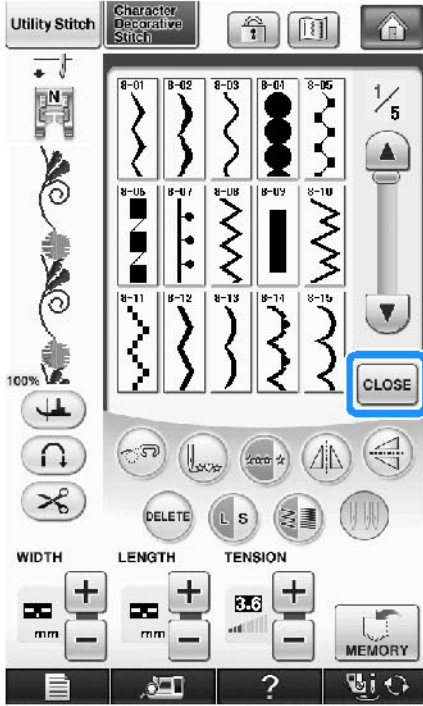 Utility Stitch
Character
Decorative
Stitch
N
8-01 8-02 8-03 8-04 8-05
1/5
8-06 8-07 8-08 8-09 8-10
8-11 8-12 8-13 8-14 8-15
100%
CLOSE
DELETE
L S
WIDTH LENGTH TENSION
3.6
mm mm
MEMORY
?